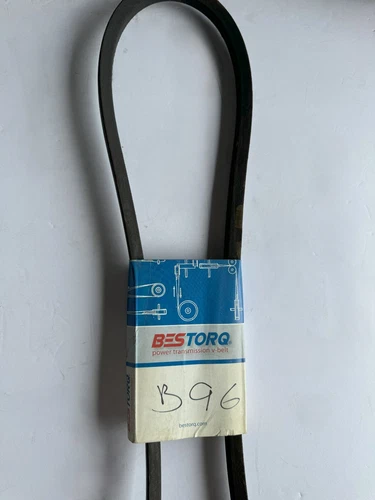 BESTORQ®
power transmission v-belt
B96
bestorq.com